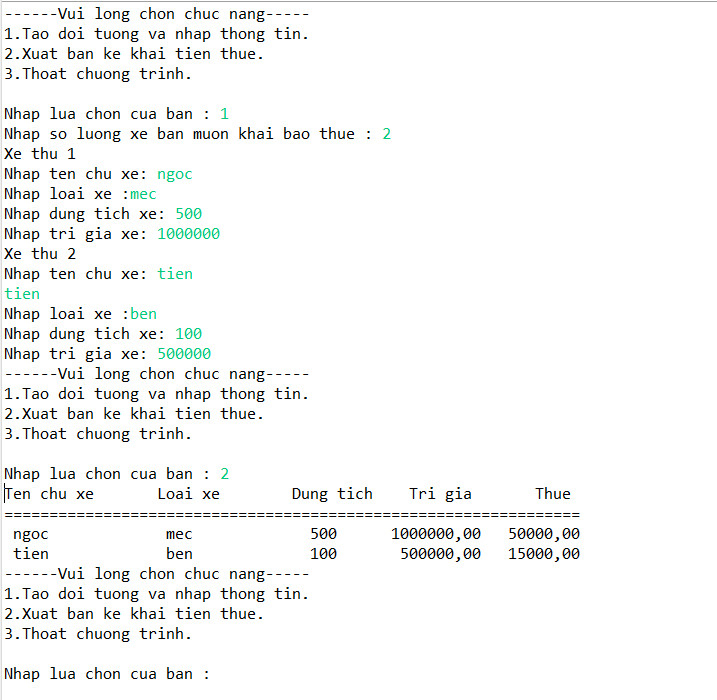 ------Vui long chon chuc nang-----
1.Tao doi tuong va nhap thong tin.
2.Xuat ban ke khai tien thue.
3.Thoat chuong trinh.
Nhap lua chon cua ban : 1
Nhap so luong xe ban muon khai bao thue : 2
Xe thu 1
Nhap ten chu xe: ngoc
Nhap loai xe :mec
Nhap dung tich xe: 500
Nhap tri gia xe: 1000000
Xe thu 2
Nhap ten chu xe: tien
tien
Nhap loai xe :ben
Nhap dung tich xe: 100
Nhap tri gia xe: 500000
------Vui long chon chuc nang-----
1.Tao doi tuong va nhap thong tin.
2.Xuat ban ke khai tien thue.
3.Thoat chuong trinh.
Nhap lua chon cua ban : 2
Ten chu xe Loai xe Dung tich Tri gia Thue
================================================================
ngoc mec 500 1000000,00 50000,00
tien ben 100 500000,00 15000,00
------Vui long chon chuc nang-----
1.Tao doi tuong va nhap thong tin.
2.Xuat ban ke khai tien thue.
3.Thoat chuong trinh.
Nhap lua chon cua ban :